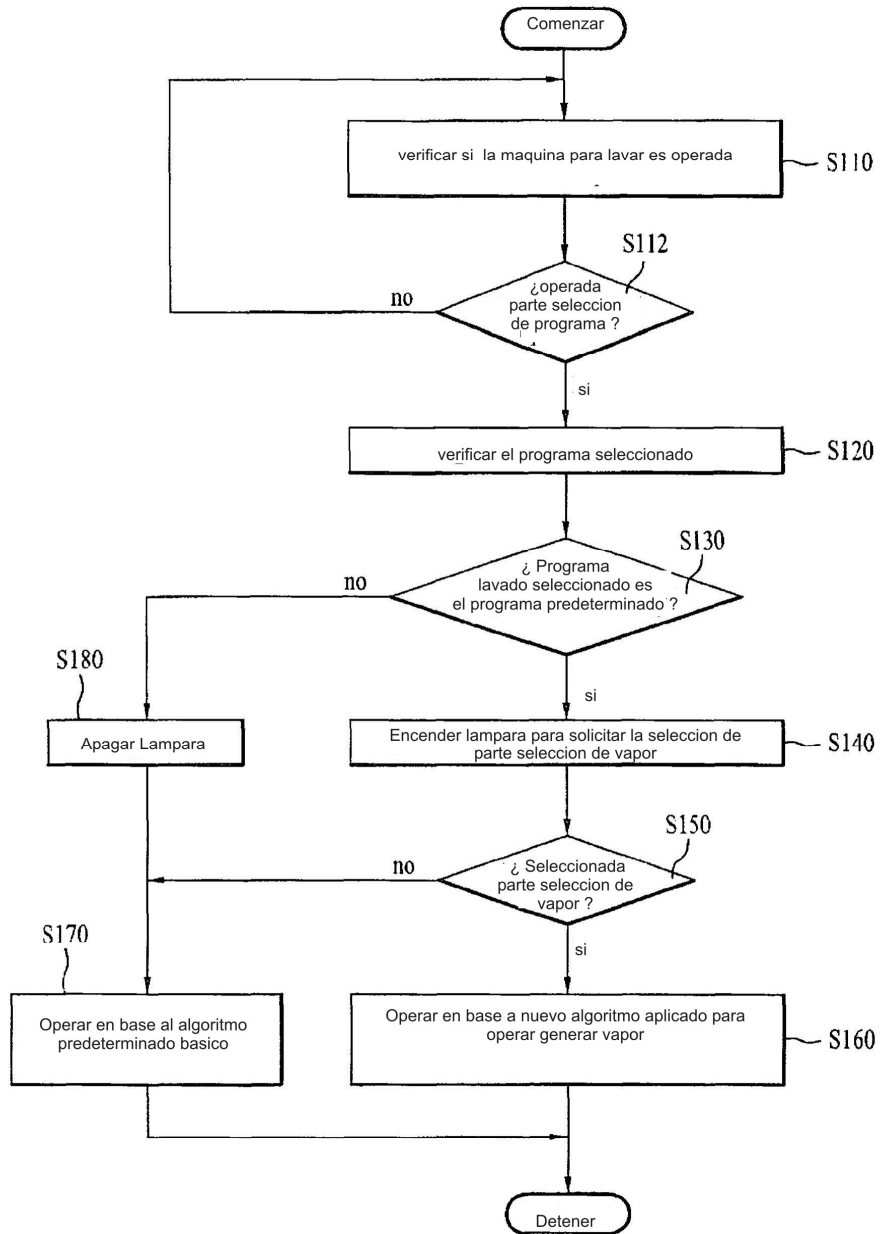 Comenzar
verificar si la maquina para lavar es operada
S110
S112
¿operada
parte seleccion
de programa ?
no
si
verificar el programa seleccionado
S120
S130
¿ Programa
lavado seleccionado es
el programa predeterminado ?
no
si
S180
Apagar Lampara
Encender lampara para solicitar la seleccion de
parte seleccion de vapor
S140
S150
¿ Seleccionada
parte seleccion de
vapor ?
no
si
S170
Operar en base al algoritmo
predeterminado basico
Operar en base a nuevo algoritmo aplicado para
operar generar vapor
S160
Detener